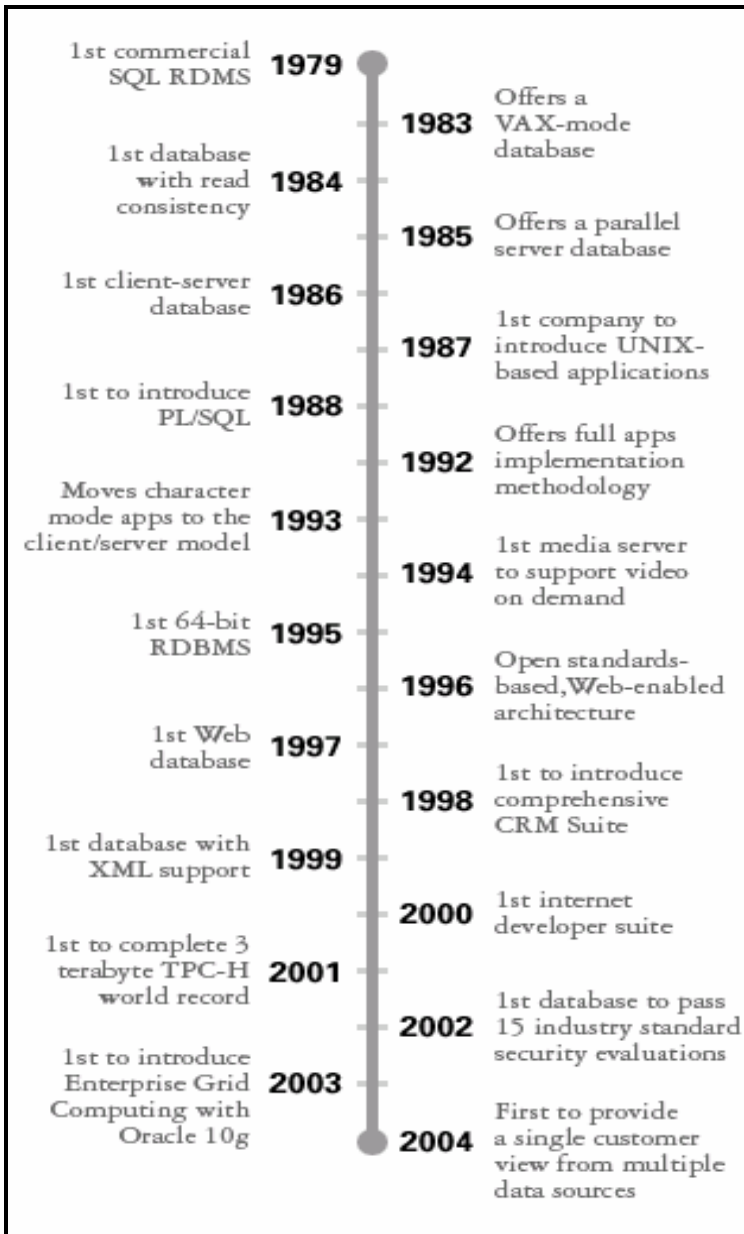 1st commercial
SQL RDMS
1979
1983
Offers a
VAX-mode
database
1st database
with read
consistency
1984
1985
Offers a parallel
server database
1st client-server
database
1986
1987
1st company to
introduce UNIX-
based applications
1st to introduce
PL/SQL
1988
1992
Offers full apps
implementation
methodology
Moves character
mode apps to the
client/server model
1993
1994
1st media server
to support video
on demand
1st 64-bit
RDBMS
1995
1996
Open standards-
based,Web-enabled
architecture
1st Web
database
1997
1998
1st to introduce
comprehensive
CRM Suite
1st database with
XML support
1999
2000
1st internet
developer suite
1st to complete 3
terabyte TPC-H
world record
2001
2002
1st database to pass
15 industry standard
security evaluations
1st to introduce
Enterprise Grid
Computing with
Oracle 10g
2003
2004
First to provide
a single customer
view from multiple
data sources